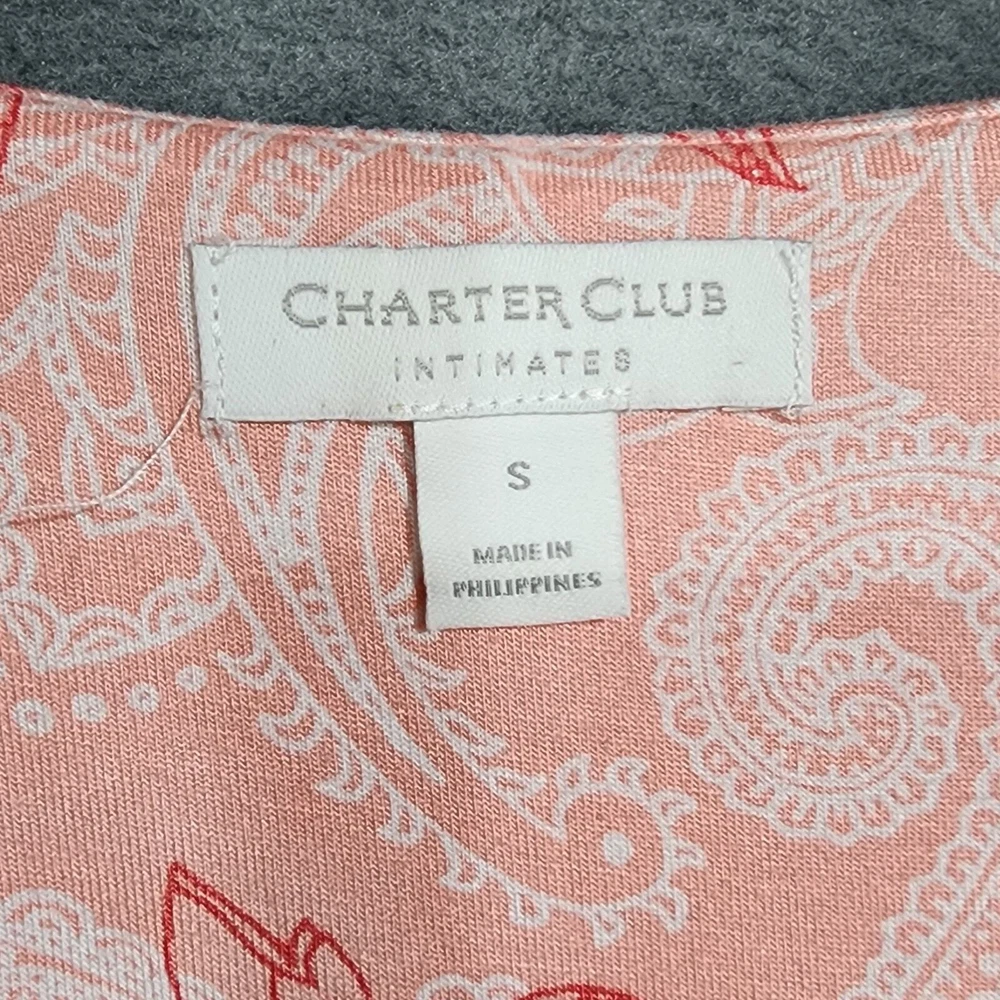 CHARTER CLUB
INTIMATES
S
MADE IN
PHILIPPINES